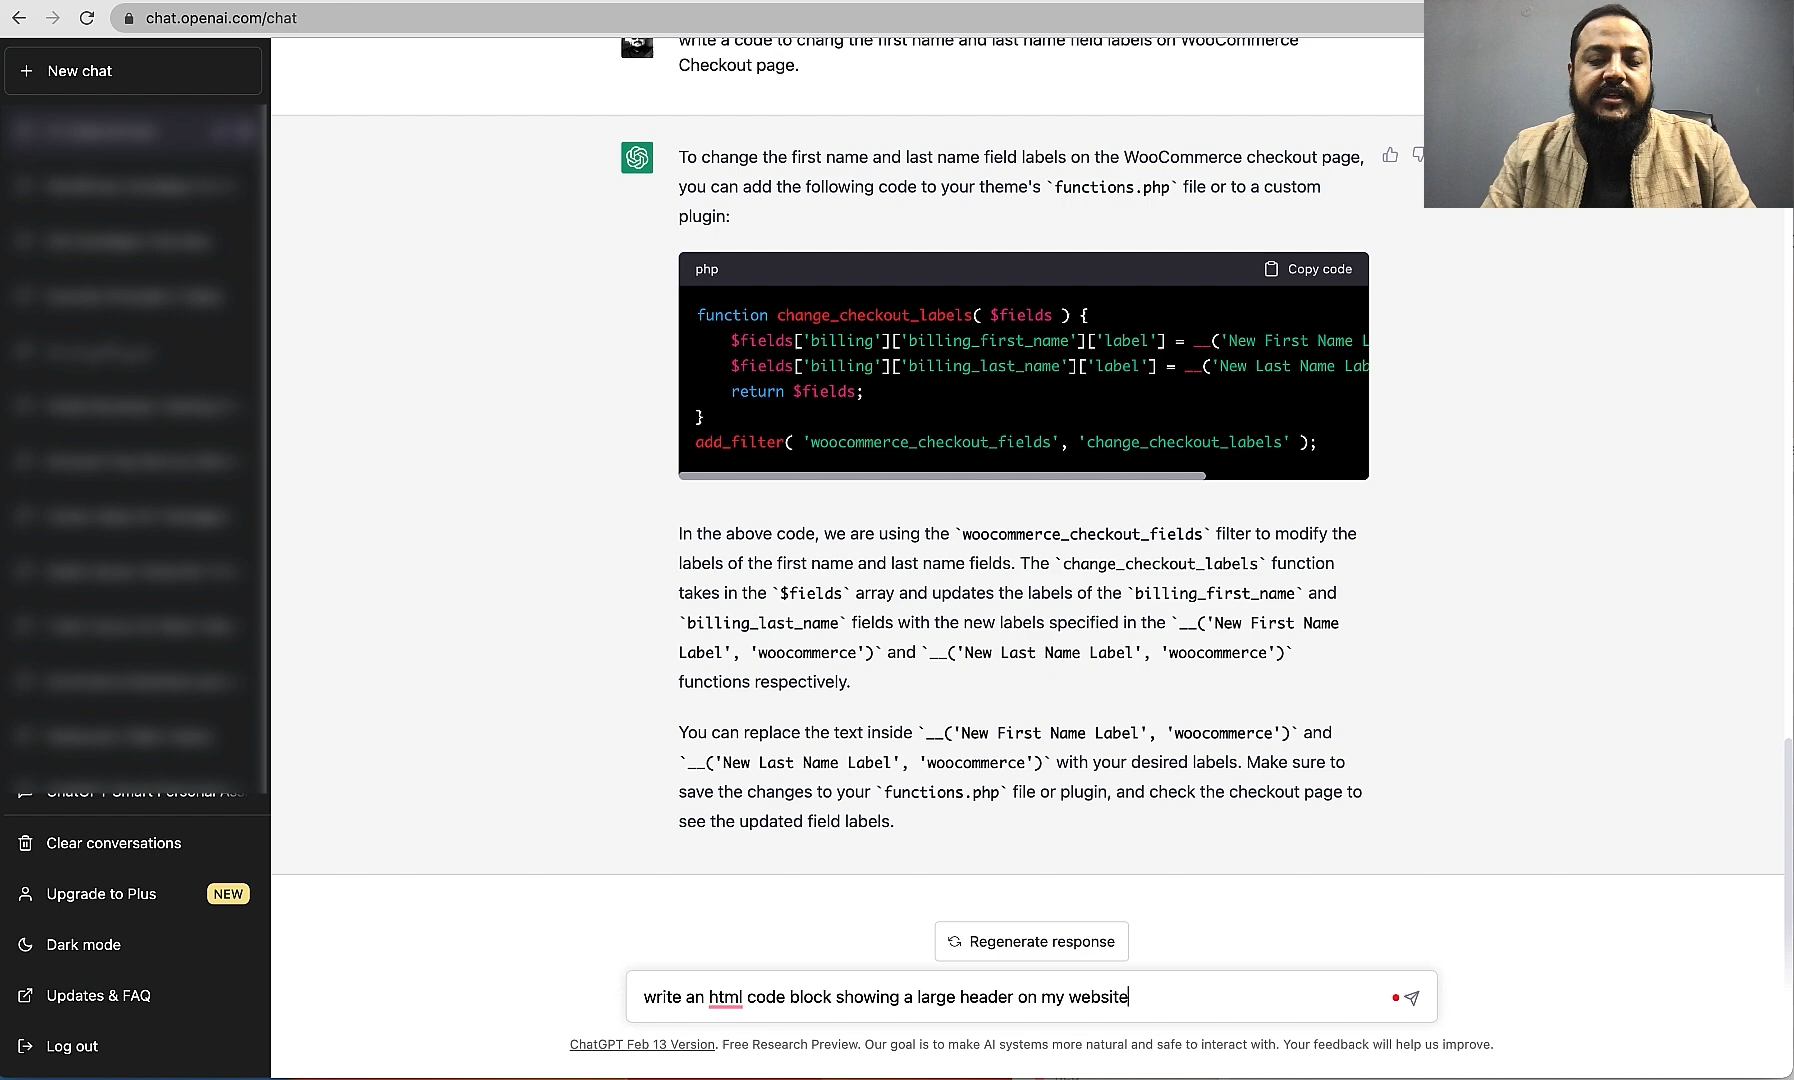 chat.openai.com/chat
New chat
Clear conversations
Upgrade to Plus NEW
Dark mode
Updates & FAQ
Log out
write a code to chang the first name and last name field labels on WooCommerce
Checkout page.
To change the first name and last name field labels on the WooCommerce checkout page,
you can add the following code to your theme's `functions.php` file or to a custom
plugin:
php Copy code
function change_checkout_labels( $fields ) {
$fields['billing']['billing_first_name']['label'] = __('New First Name L
$fields['billing']['billing_last_name']['label'] = __('New Last Name Lab
return $fields;
}
add_filter( 'woocommerce_checkout_fields', 'change_checkout_labels' );
In the above code, we are using the `woocommerce_checkout_fields` filter to modify the
labels of the first name and last name fields. The `change_checkout_labels` function
takes in the `$fields` array and updates the labels of the `billing_first_name` and
`billing_last_name` fields with the new labels specified in the `__('New First Name
Label', 'woocommerce')` and `__('New Last Name Label', 'woocommerce')`
functions respectively.
You can replace the text inside `__('New First Name Label', 'woocommerce')` and
`__('New Last Name Label', 'woocommerce')` with your desired labels. Make sure to
save the changes to your `functions.php` file or plugin, and check the checkout page to
see the updated field labels.
Regenerate response
write an html code block showing a large header on my website
ChatGPT Feb 13 Version. Free Research Preview. Our goal is to make AI systems more natural and safe to interact with. Your feedback will help us improve.